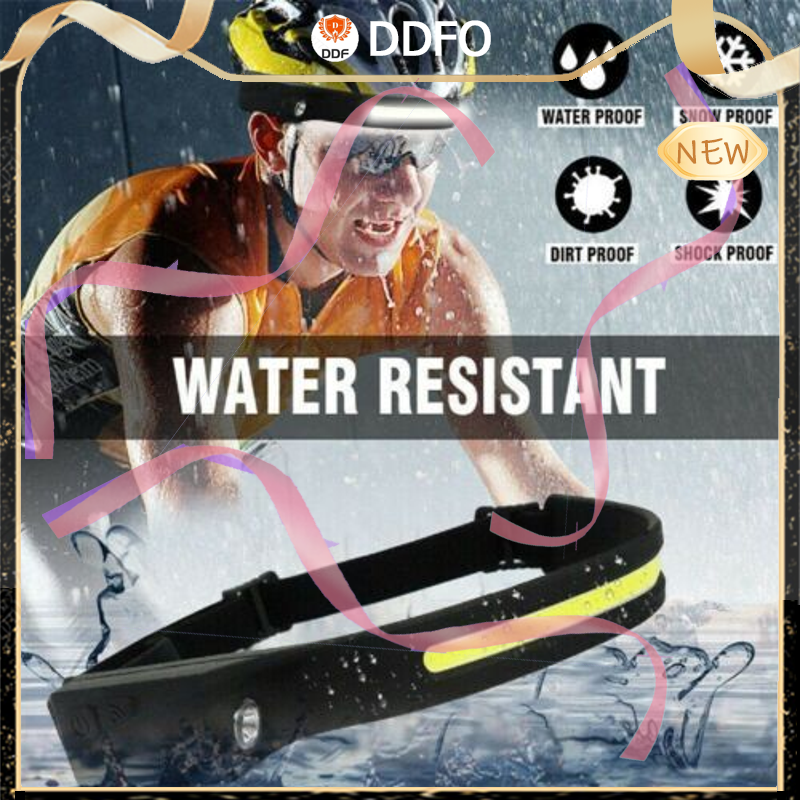 DDF
DDFO
WATER PROOF
SNOW PROOF
NEW
DIRT PROOF
SHOCK PROOF
WATER RESISTANT